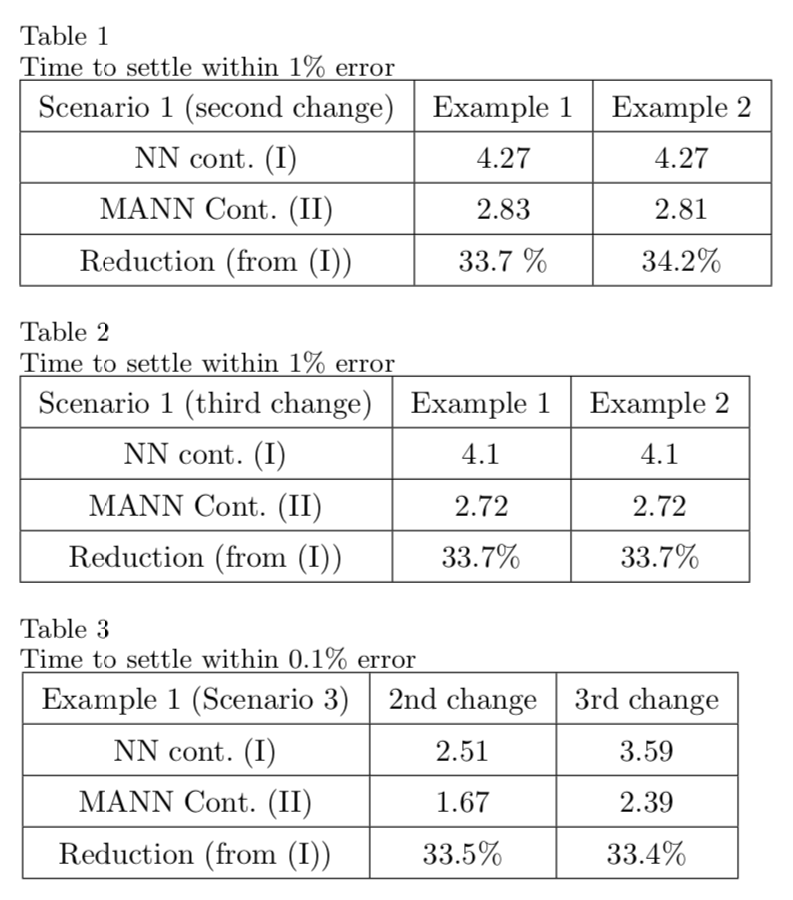 Table 1
Time to settle within 1% error
Scenario 1 (second change) Example 1 Example 2
NN cont. (I) 4.27 4.27
MANN Cont. (II) 2.83 2.81
Reduction (from (I)) 33.7 % 34.2%
Table 2
Time to settle within 1% error
Scenario 1 (third change) Example 1 Example 2
NN cont. (I) 4.1 4.1
MANN Cont. (II) 2.72 2.72
Reduction (from (I)) 33.7% 33.7%
Table 3
Time to settle within 0.1% error
Example 1 (Scenario 3) 2nd change 3rd change
NN cont. (I) 2.51 3.59
MANN Cont. (II) 1.67 2.39
Reduction (from (I)) 33.5% 33.4%